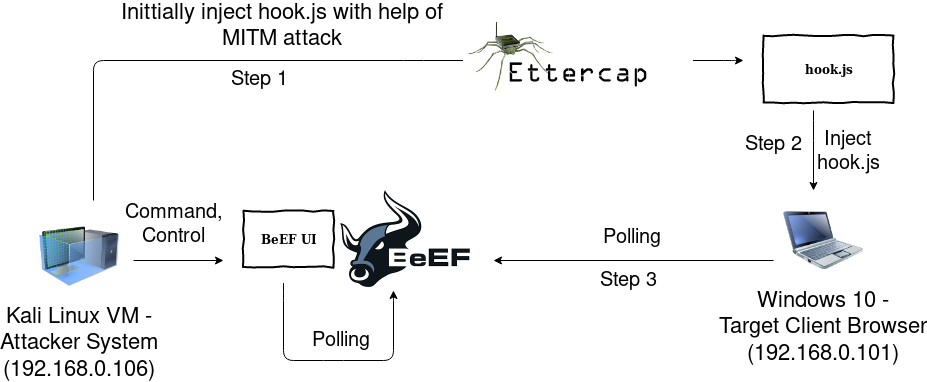 Inittially inject hook.js with help of
MITM attack
Step 1
Ettercap
hook.js
Step 2
Inject
hook.js
Command,
Control
BeEF UI
BeEF
Polling
Step 3
Polling
Kali Linux VM -
Attacker System
(192.168.0.106)
Windows 10 -
Target Client Browser
(192.168.0.101)